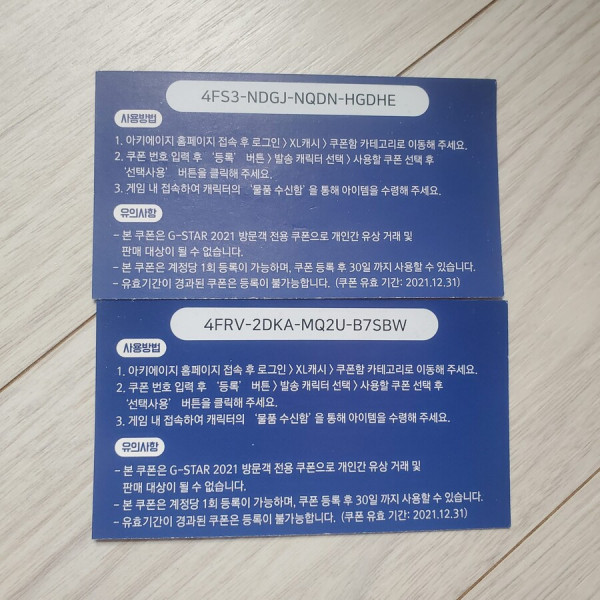 4FS3-NDGJ-NQDN-HGDHE
사용방법
1. 아키에이지 홈페이지 접속 후 로그인 > XL캐시 > 쿠폰함 카테고리로 이동해 주세요.
2. 쿠폰 번호 입력 후 '등록' 버튼 > 발송 캐릭터 선택 > 사용할 쿠폰 선택 후
'선택사용' 버튼을 클릭해 주세요.
3. 게임 내 접속하여 캐릭터의 '물품 수신함' 을 통해 아이템을 수령해 주세요.
유의사항
- 본 쿠폰은 G-STAR 2021 방문객 전용 쿠폰으로 개인간 유상 거래 및
판매 대상이 될 수 없습니다.
- 본 쿠폰은 계정당 1회 등록이 가능하며, 쿠폰 등록 후 30일 까지 사용할 수 있습니다.
- 유효기간이 경과된 쿠폰은 등록이 불가능합니다. (쿠폰 유효 기간: 2021.12.31)
4FRV-2DKA-MQ2U-B7SBW
사용방법
1. 아키에이지 홈페이지 접속 후 로그인 > XL캐시 > 쿠폰함 카테고리로 이동해 주세요.
2. 쿠폰 번호 입력 후 '등록' 버튼 > 발송 캐릭터 선택 > 사용할 쿠폰 선택 후
'선택사용' 버튼을 클릭해 주세요.
3. 게임 내 접속하여 캐릭터의 '물품 수신함' 을 통해 아이템을 수령해 주세요.
유의사항
- 본 쿠폰은 G-STAR 2021 방문객 전용 쿠폰으로 개인간 유상 거래 및
판매 대상이 될 수 없습니다.
- 본 쿠폰은 계정당 1회 등록이 가능하며, 쿠폰 등록 후 30일 까지 사용할 수 있습니다.
- 유효기간이 경과된 쿠폰은 등록이 불가능합니다. (쿠폰 유효 기간: 2021.12.31)